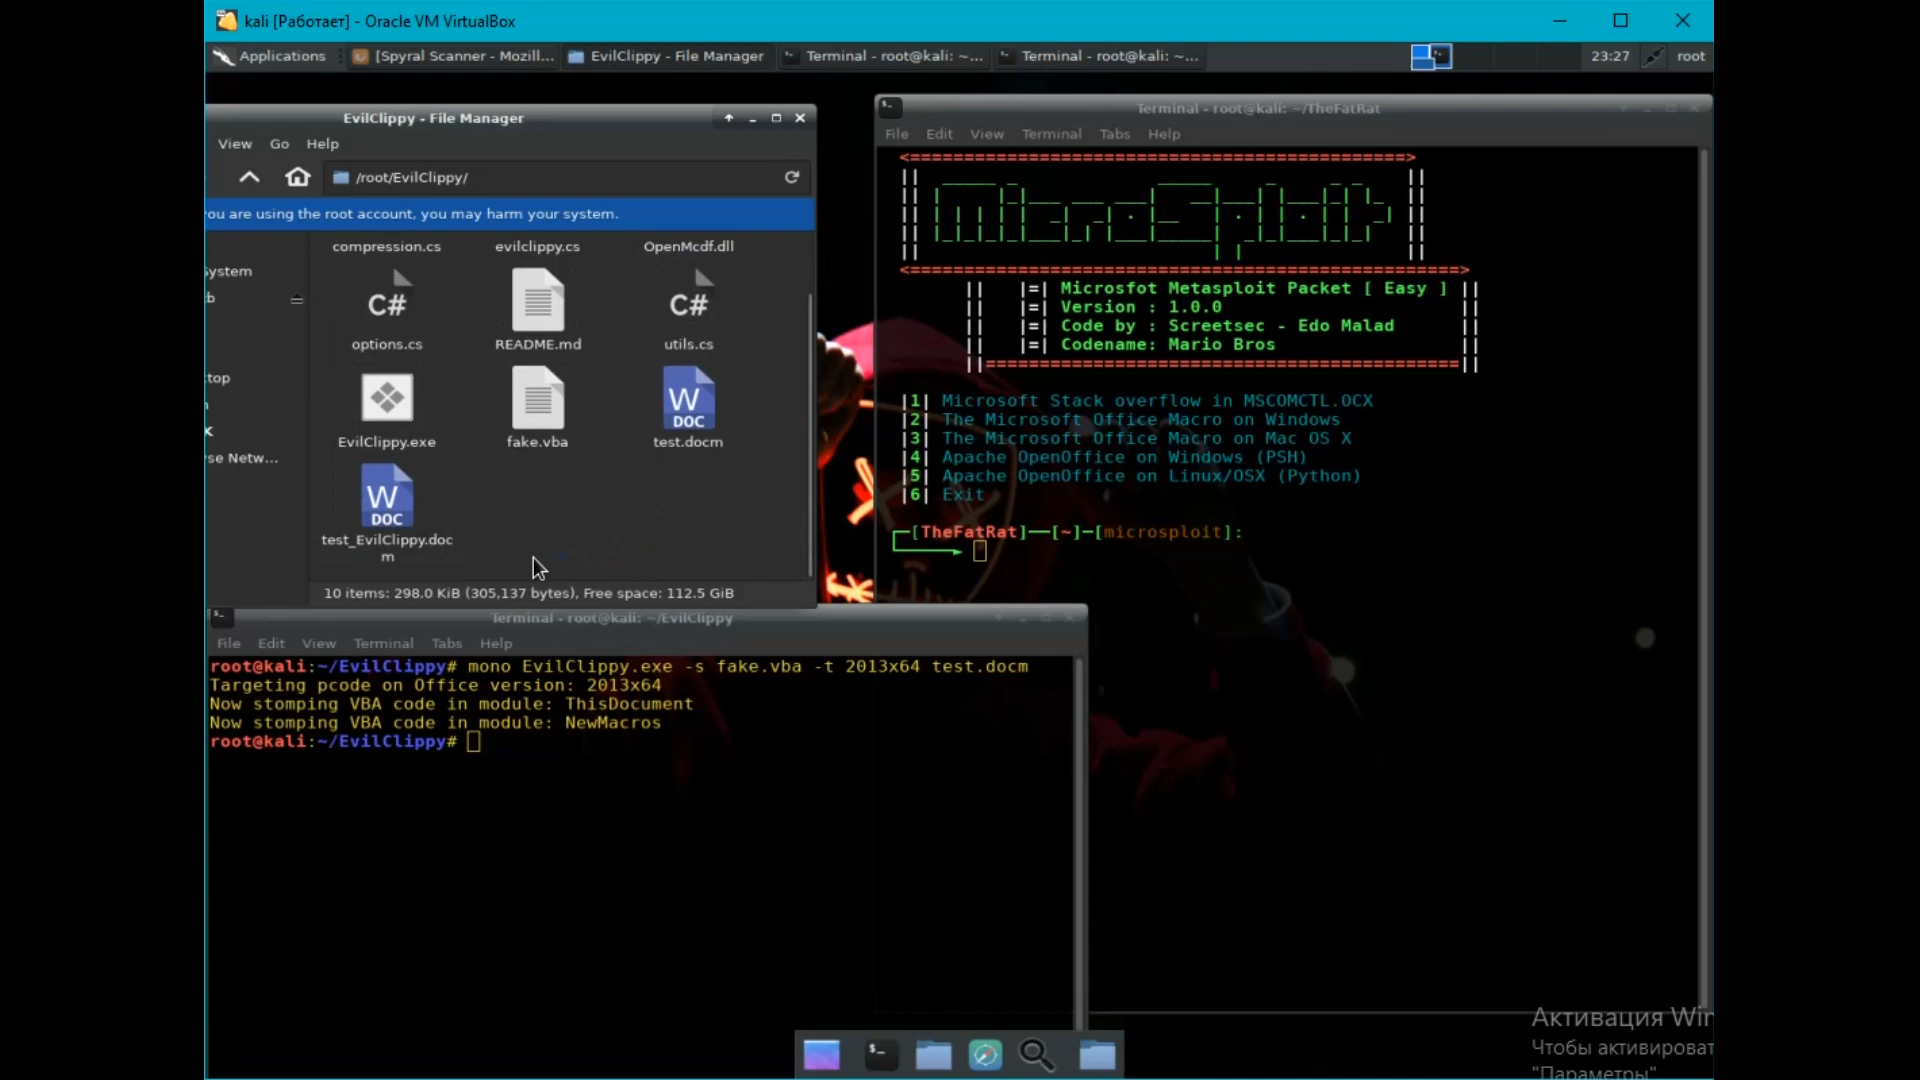 kali [Работает] - Oracle VM VirtualBox
Applications
[Spyral Scanner - Mozill...
EvilClippy - File Manager
Terminal - root@kali: ~...
Terminal - root@kali: ~...
23:27
root
EvilClippy - File Manager
View Go Help
/root/EvilClippy/
you are using the root account, you may harm your system.
ystem
b
top
se Netw...
compression.cs
evilclippy.cs
OpenMcdf.dll
C#
C#
options.cs
README.md
utils.cs
W
DOC
EvilClippy.exe
fake.vba
test.docm
W
DOC
test_EvilClippy.doc
m
10 items: 298.0 KiB (305,137 bytes), Free space: 112.5 GiB
Terminal - root@kali: ~/TheFatRat
File Edit View Terminal Tabs Help
MicroSploit
|=| Microsfot Metasploit Packet [ Easy ]
|=| Version : 1.0.0
|=| Code by : Screetsec - Edo Malad
|=| Codename: Mario Bros
|1| Microsoft Stack overflow in MSCOMCTL.OCX
|2| The Microsoft Office Macro on Windows
|3| The Microsoft Office Macro on Mac OS X
|4| Apache OpenOffice on Windows (PSH)
|5| Apache OpenOffice on Linux/OSX (Python)
|6| Exit
[TheFatRat]──[~]─[microsploit]:
Terminal - root@kali: ~/EvilClippy
File Edit View Terminal Tabs Help
root@kali:~/EvilClippy# mono EvilClippy.exe -s fake.vba -t 2013x64 test.docm
Targeting pcode on Office version: 2013x64
Now stomping VBA code in module: ThisDocument
Now stomping VBA code in module: NewMacros
root@kali:~/EvilClippy#
Активация Win
Чтобы активироват
"Параметры"